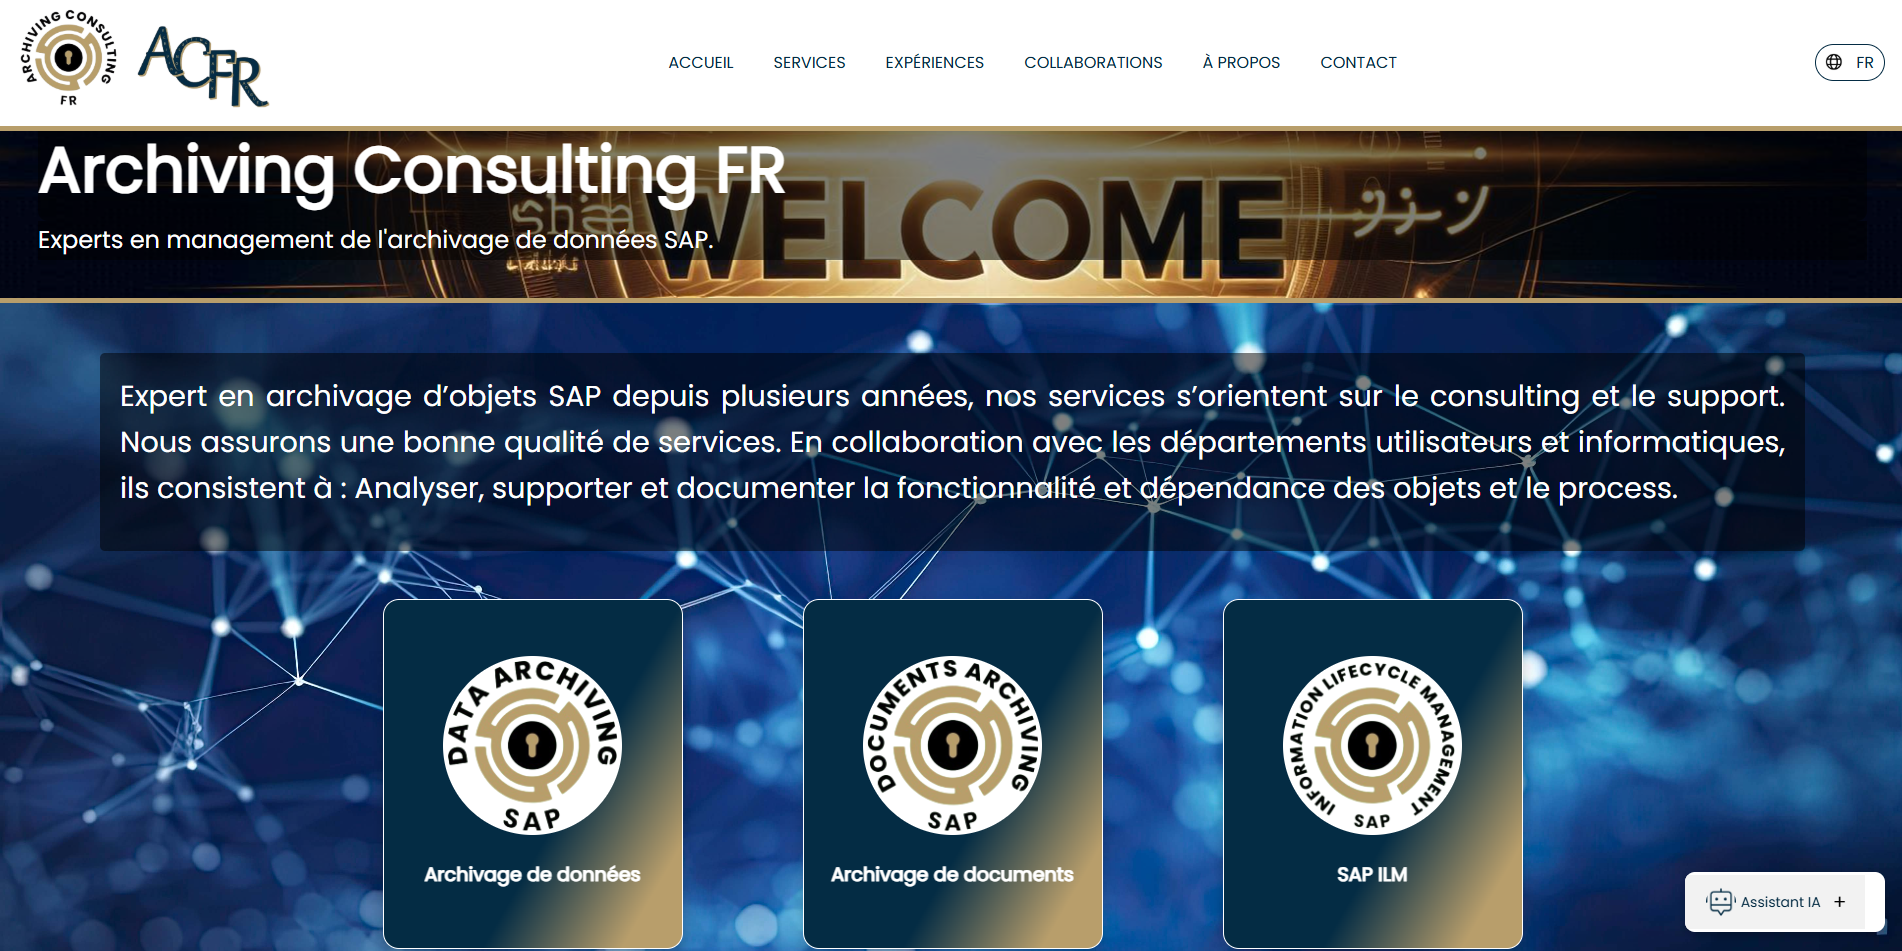 ARCHIVING CONSULTING
FR
ACFR
ACCUEIL
SERVICES
EXPÉRIENCES
COLLABORATIONS
À PROPOS
CONTACT
FR
Archiving Consulting FR
WELCOME
Experts en management de l'archivage de données SAP.
Expert en archivage d’objets SAP depuis plusieurs années, nos services s’orientent sur le consulting et le support.
Nous assurons une bonne qualité de services. En collaboration avec les départements utilisateurs et informatiques,
ils consistent à : Analyser, supporter et documenter la fonctionnalité et dépendance des objets et le process.
DATA ARCHIVING
SAP
Archivage de données
DOCUMENTS ARCHIVING
SAP
Archivage de documents
INFORMATION LIFECYCLE MANAGEMENT
SAP
SAP ILM
Assistant IA +